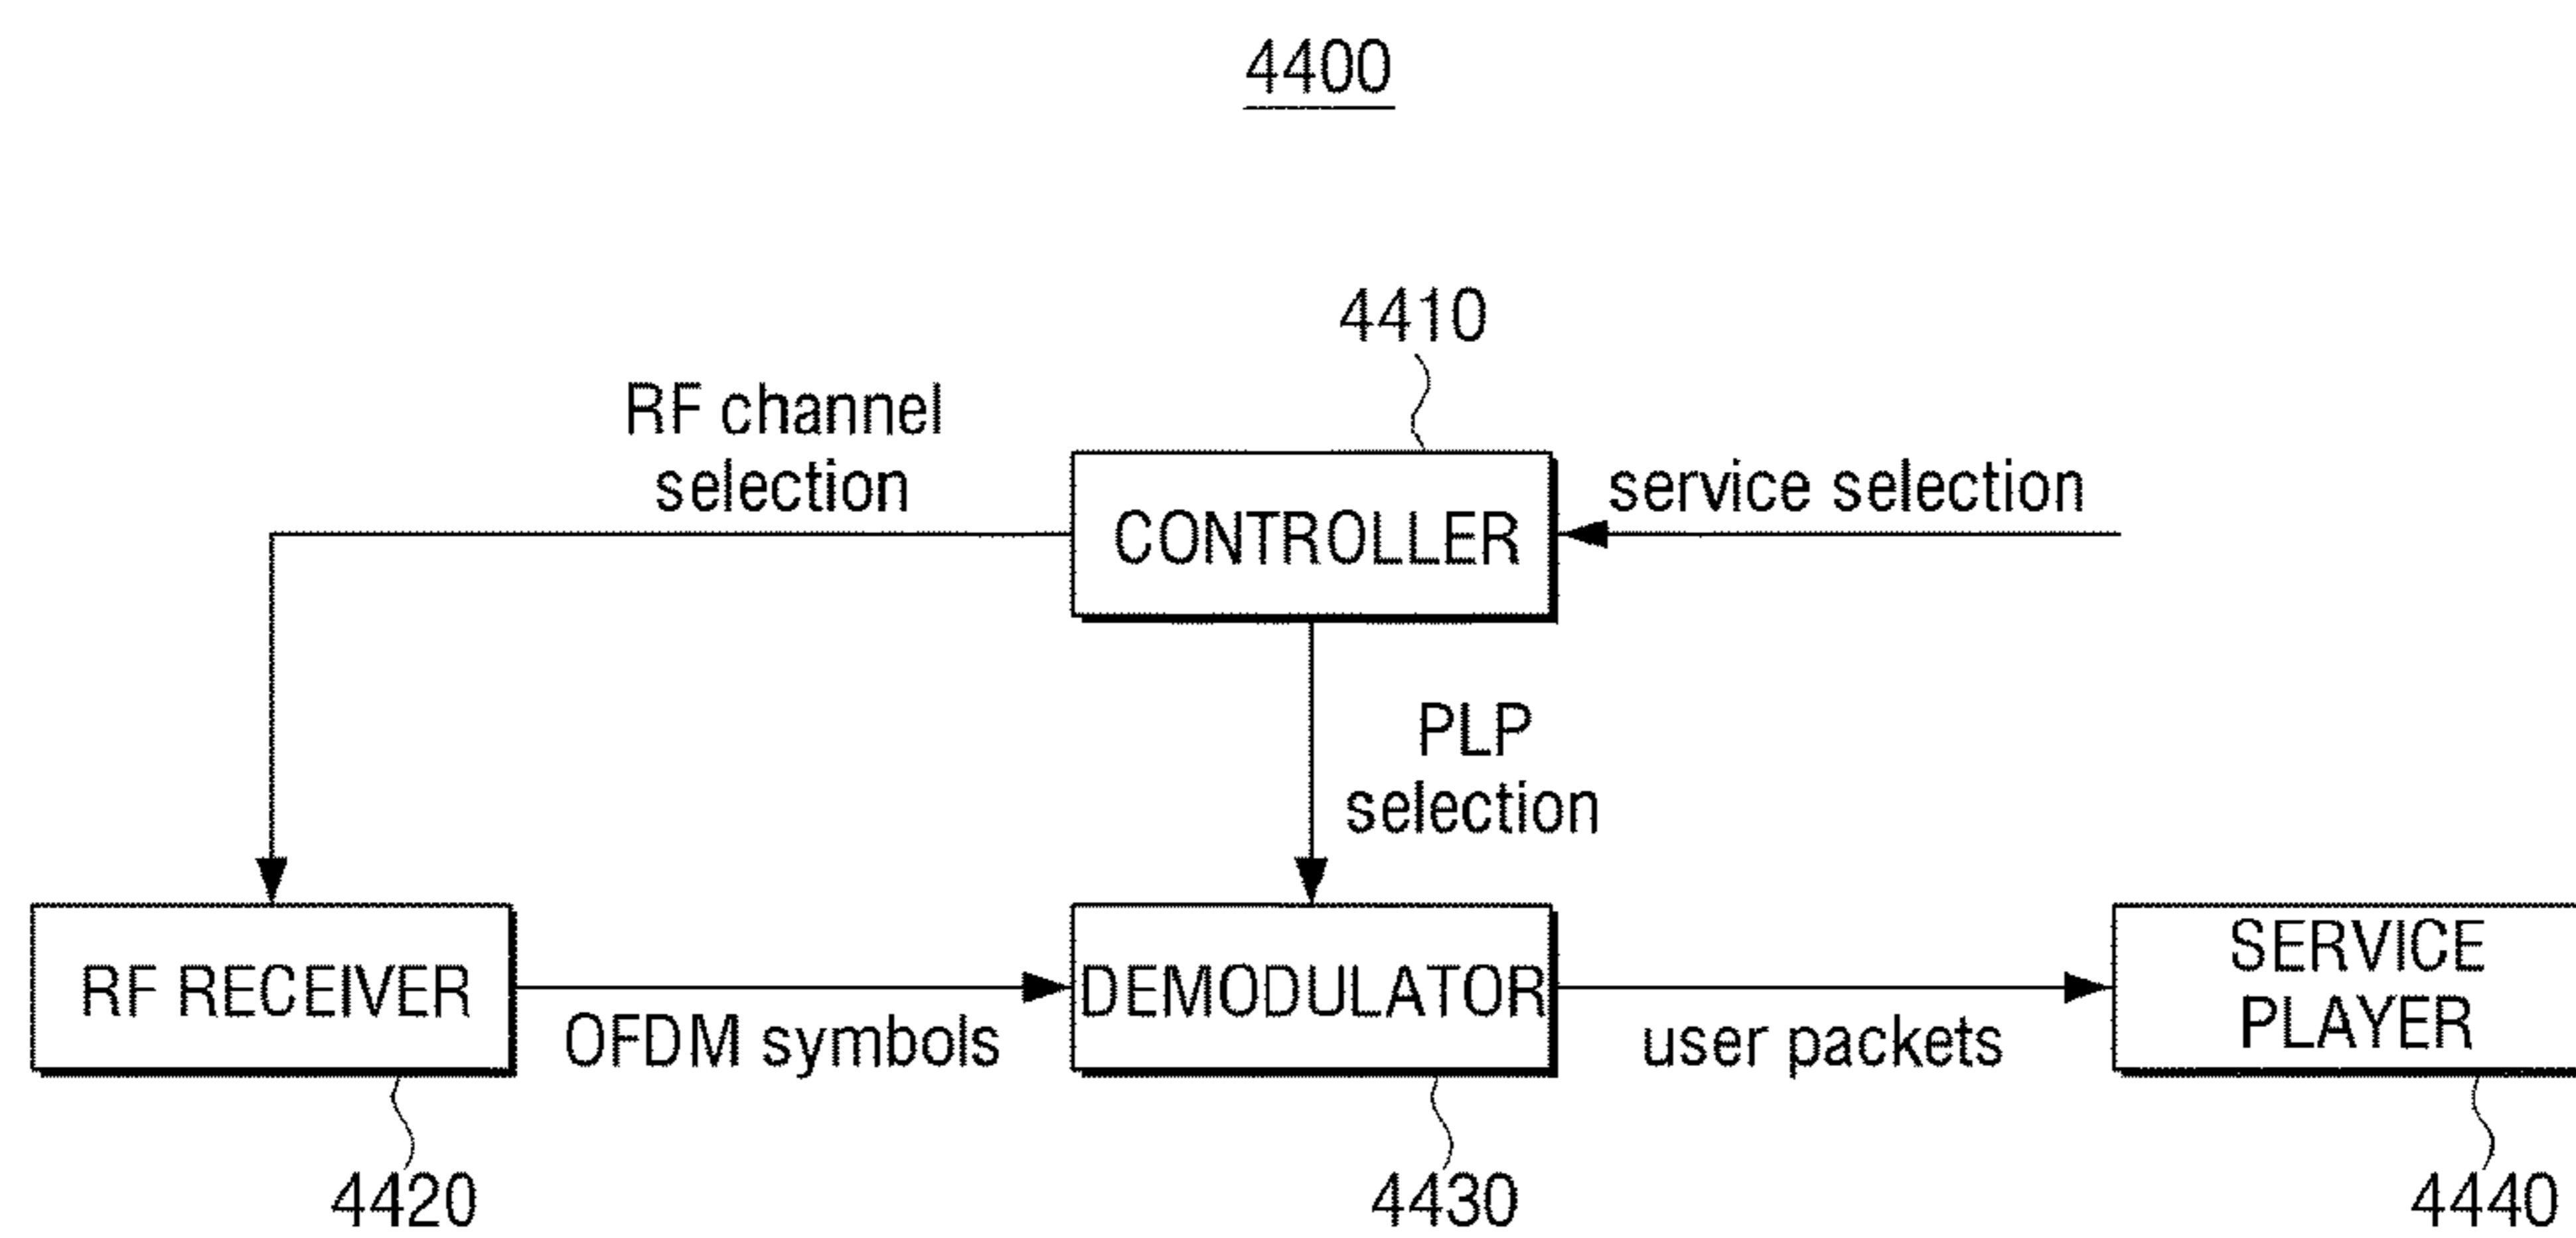 4400
4410
RF channel
selection
CONTROLLER
service selection
PLP
selection
RF RECEIVER
OFDM symbols
DEMODULATOR
user packets
SERVICE
PLAYER
4420
4430
4440